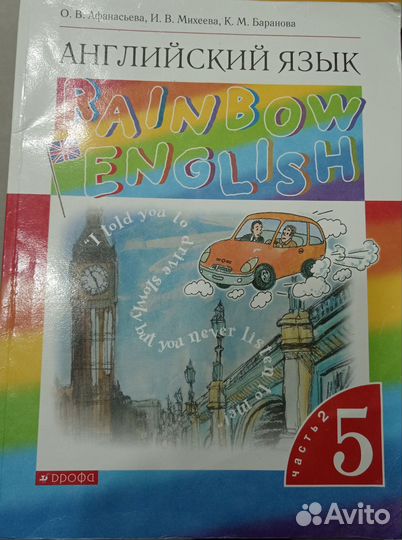 О. В. Афанасьева, И. В. Михеева, К. М. Баранова
АНГЛИЙСКИЙ ЯЗЫК
RAINBOW
ENGLISH
"I told you to drive slowly, but you never listen to me!"
часть 2
5
дрофа
Avito